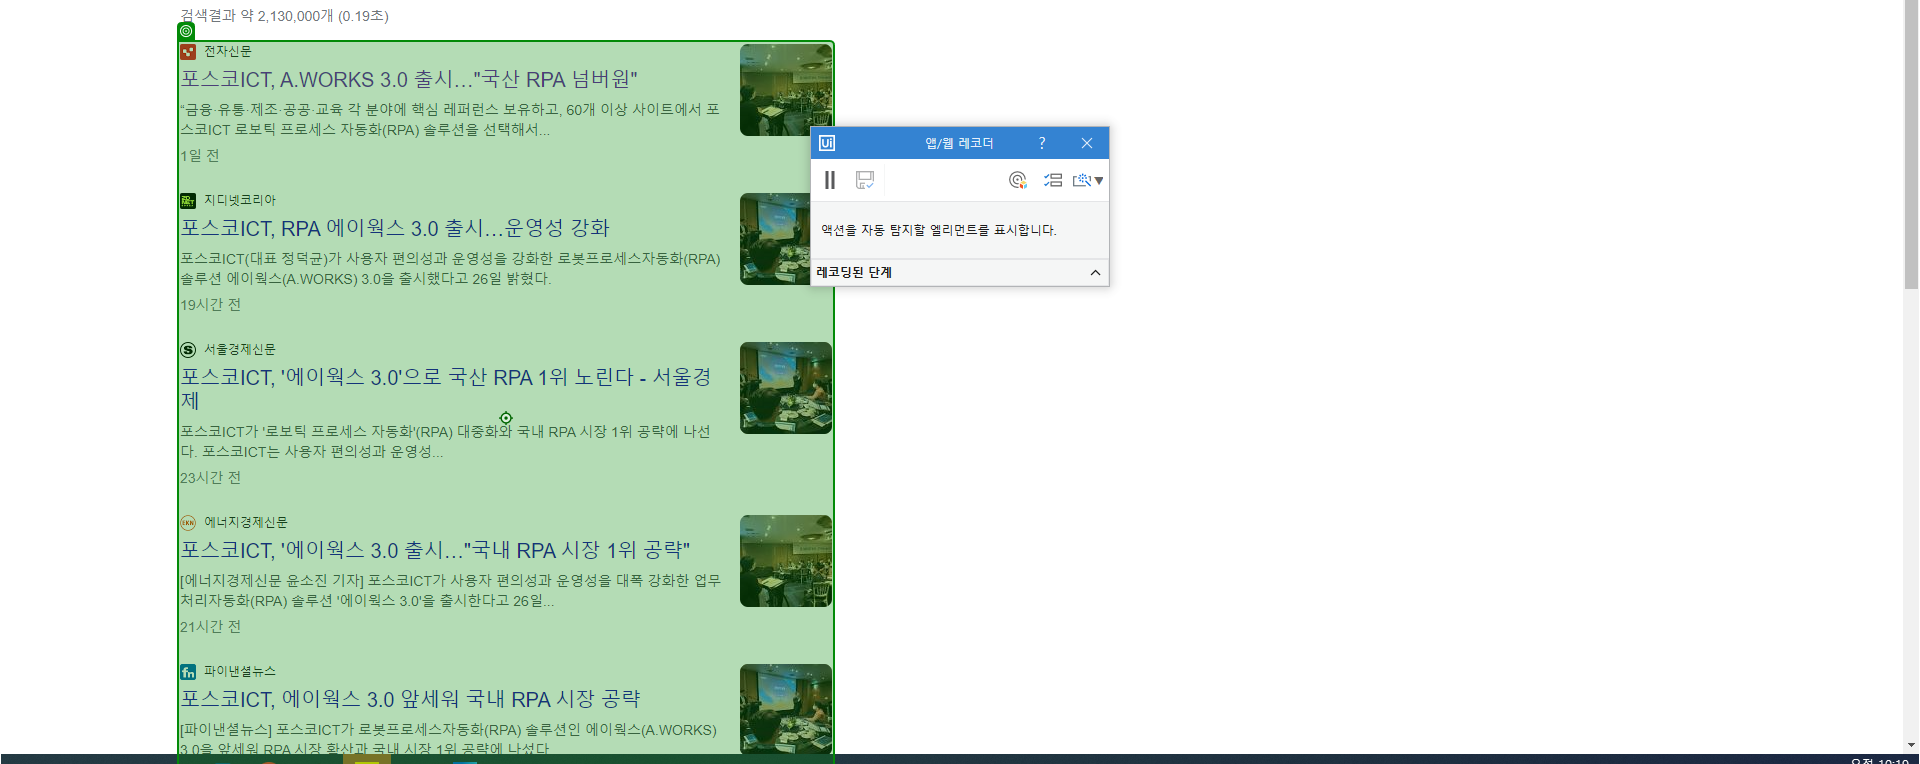 검색결과 약 2,130,000개 (0.19초)
전자신문
포스코ICT, A.WORKS 3.0 출시…"국산 RPA 넘버원"
“금융·유통·제조·공공·교육 각 분야에 핵심 레퍼런스 보유하고, 60개 이상 사이트에서 포
스코ICT 로보틱 프로세스 자동화(RPA) 솔루션을 선택해서...
1일 전
지디넷코리아
포스코ICT, RPA 에이웍스 3.0 출시…운영성 강화
포스코ICT(대표 정덕균)가 사용자 편의성과 운영성을 강화한 로봇프로세스자동화(RPA)
솔루션 에이웍스(A.WORKS) 3.0을 출시했다고 26일 밝혔다.
19시간 전
S 서울경제신문
포스코ICT, '에이웍스 3.0'으로 국산 RPA 1위 노린다 - 서울경
제
포스코ICT가 '로보틱 프로세스 자동화'(RPA) 대중화와 국내 RPA 시장 1위 공략에 나선
다. 포스코ICT는 사용자 편의성과 운영성...
23시간 전
EKN 에너지경제신문
포스코ICT, '에이웍스 3.0 출시…"국내 RPA 시장 1위 공략"
[에너지경제신문 윤소진 기자] 포스코ICT가 사용자 편의성과 운영성을 대폭 강화한 업무
처리자동화(RPA) 솔루션 '에이웍스 3.0'을 출시한다고 26일...
21시간 전
fn 파이낸셜뉴스
포스코ICT, 에이웍스 3.0 앞세워 국내 RPA 시장 공략
[파이낸셜뉴스] 포스코ICT가 로봇프로세스자동화(RPA) 솔루션인 에이웍스(A.WORKS)
3.0을 앞세워 RPA 시장 확산과 국내 시장 1위 공략에 나섰다
Ui 앱/웹 레코더 ?
액션을 자동 탐지할 엘리먼트를 표시합니다.
레코딩된 단계
오전 10:10